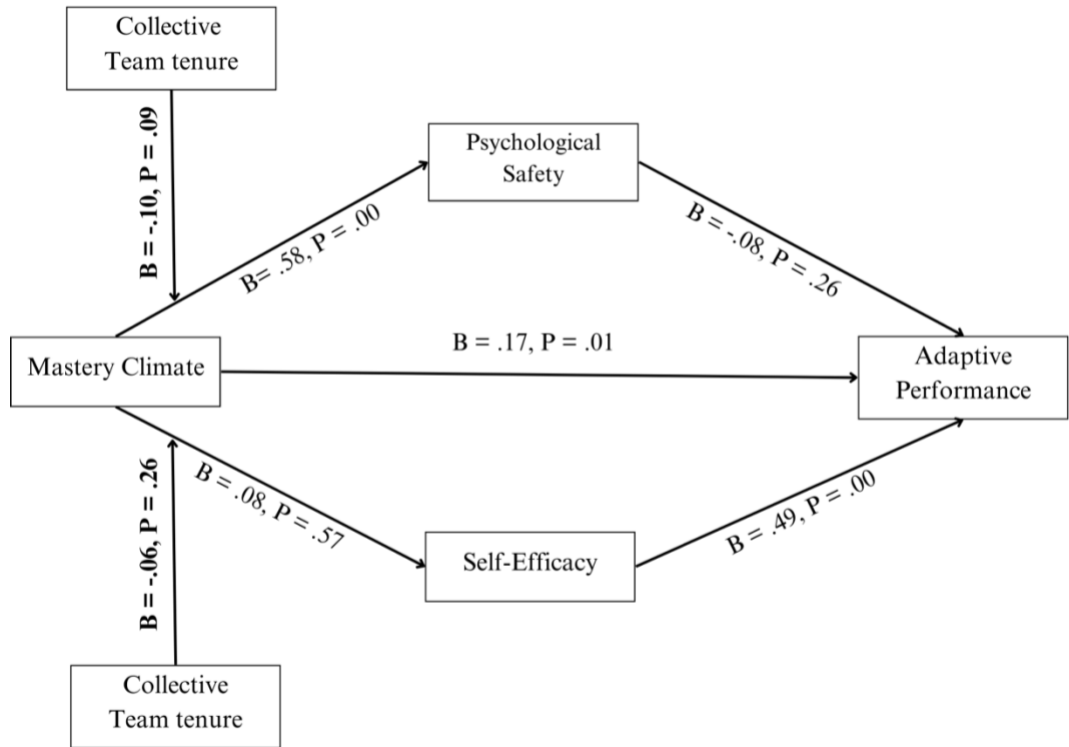 Collective
Team tenure
B = -.10, P = .09
Psychological
Safety
B= .58, P = .00
B = -.08, P = .26
B = .17, P = .01
Mastery Climate
Adaptive
Performance
B = .08, P = .57
B = -.06, P = .26
B = .49, P = .00
Self-Efficacy
Collective
Team tenure